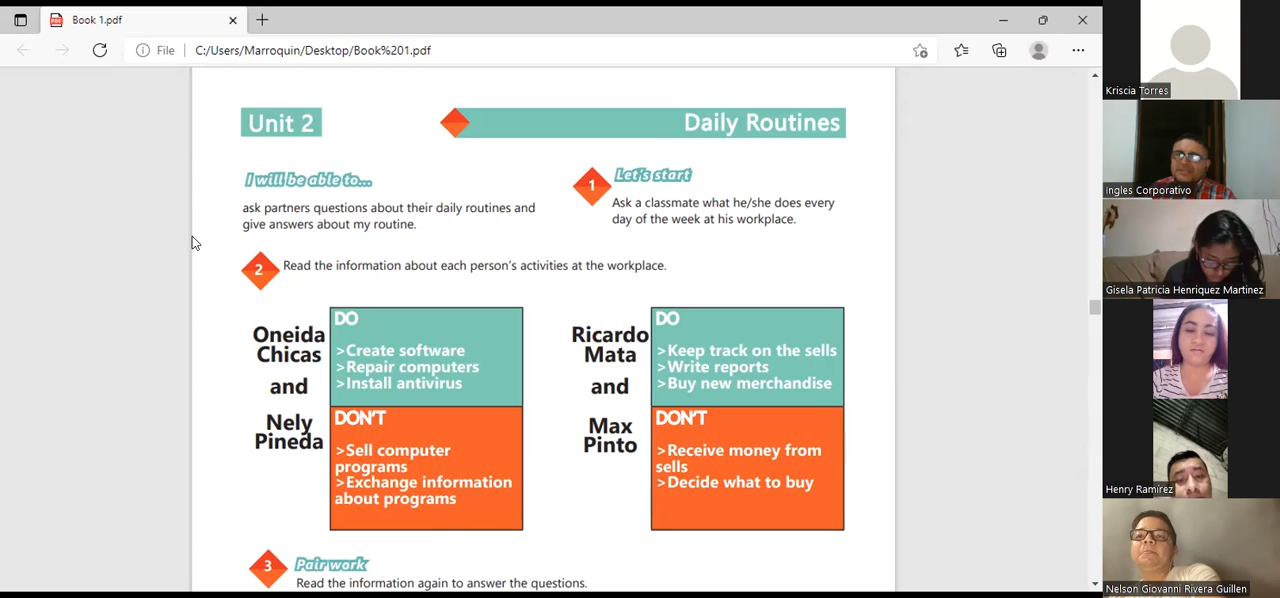 Book 1.pdf
File
C:/Users/Marroquin/Desktop/Book%201.pdf
Unit 2
Daily Routines
I will be able to...
ask partners questions about their daily routines and
give answers about my routine.
1
Let's start
Ask a classmate what he/she does every
day of the week at his workplace.
2
Read the information about each person's activities at the workplace.
Oneida
Chicas
and
Nely
Pineda
DO
>Create software
>Repair computers
>Install antivirus
DON'T
>Sell computer
programs
>Exchange information
about programs
Ricardo
Mata
and
Max
Pinto
DO
>Keep track on the sells
>Write reports
>Buy new merchandise
DON'T
>Receive money from
sells
>Decide what to buy
3
Pair work
Read the information again to answer the questions.
Kriscia Torres
Ingles Corporativo
Gisela Patricia Henriquez Martinez
Henry Ramírez
Nelson Giovanni Rivera Guillen